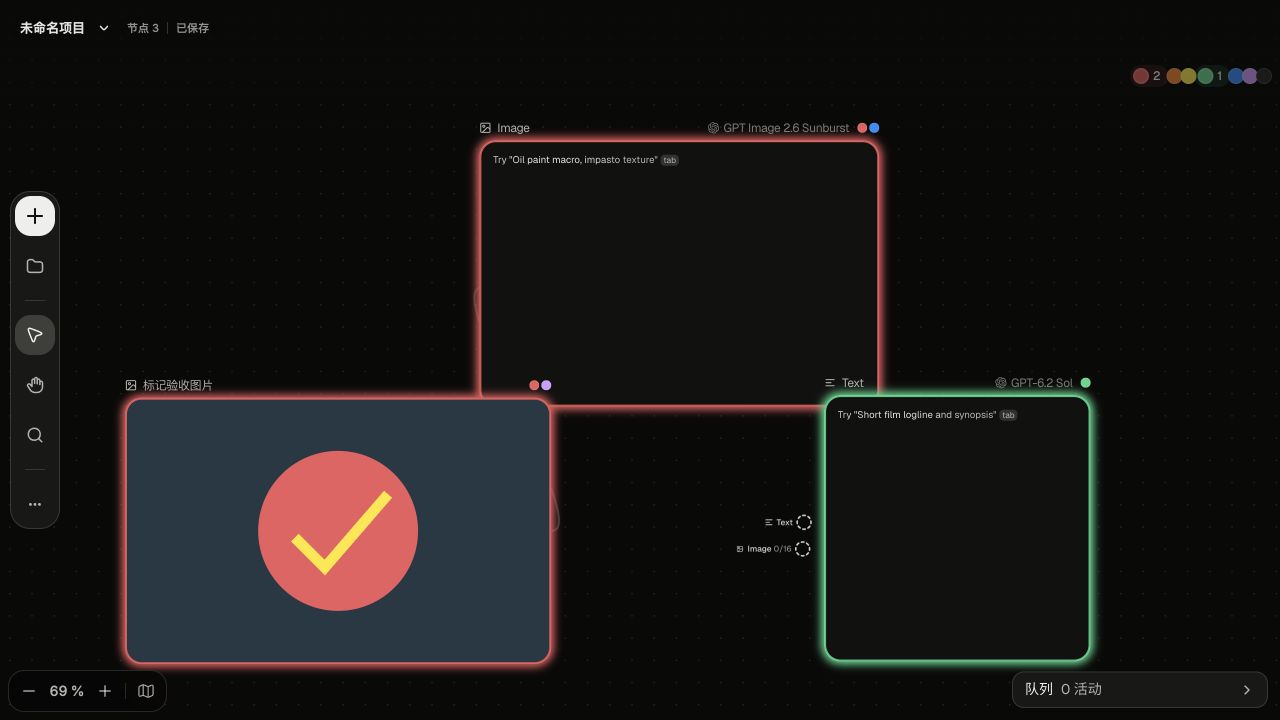 未命名项目 节点 3 已保存
2 1
Image GPT Image 2.6 Sunburst
Try "Oil paint macro, impasto texture" tab
标记验收图片
Text GPT-6.2 Sol
Try "Short film logline and synopsis" tab
Text
Image 0/16
69 %
队列 0 活动